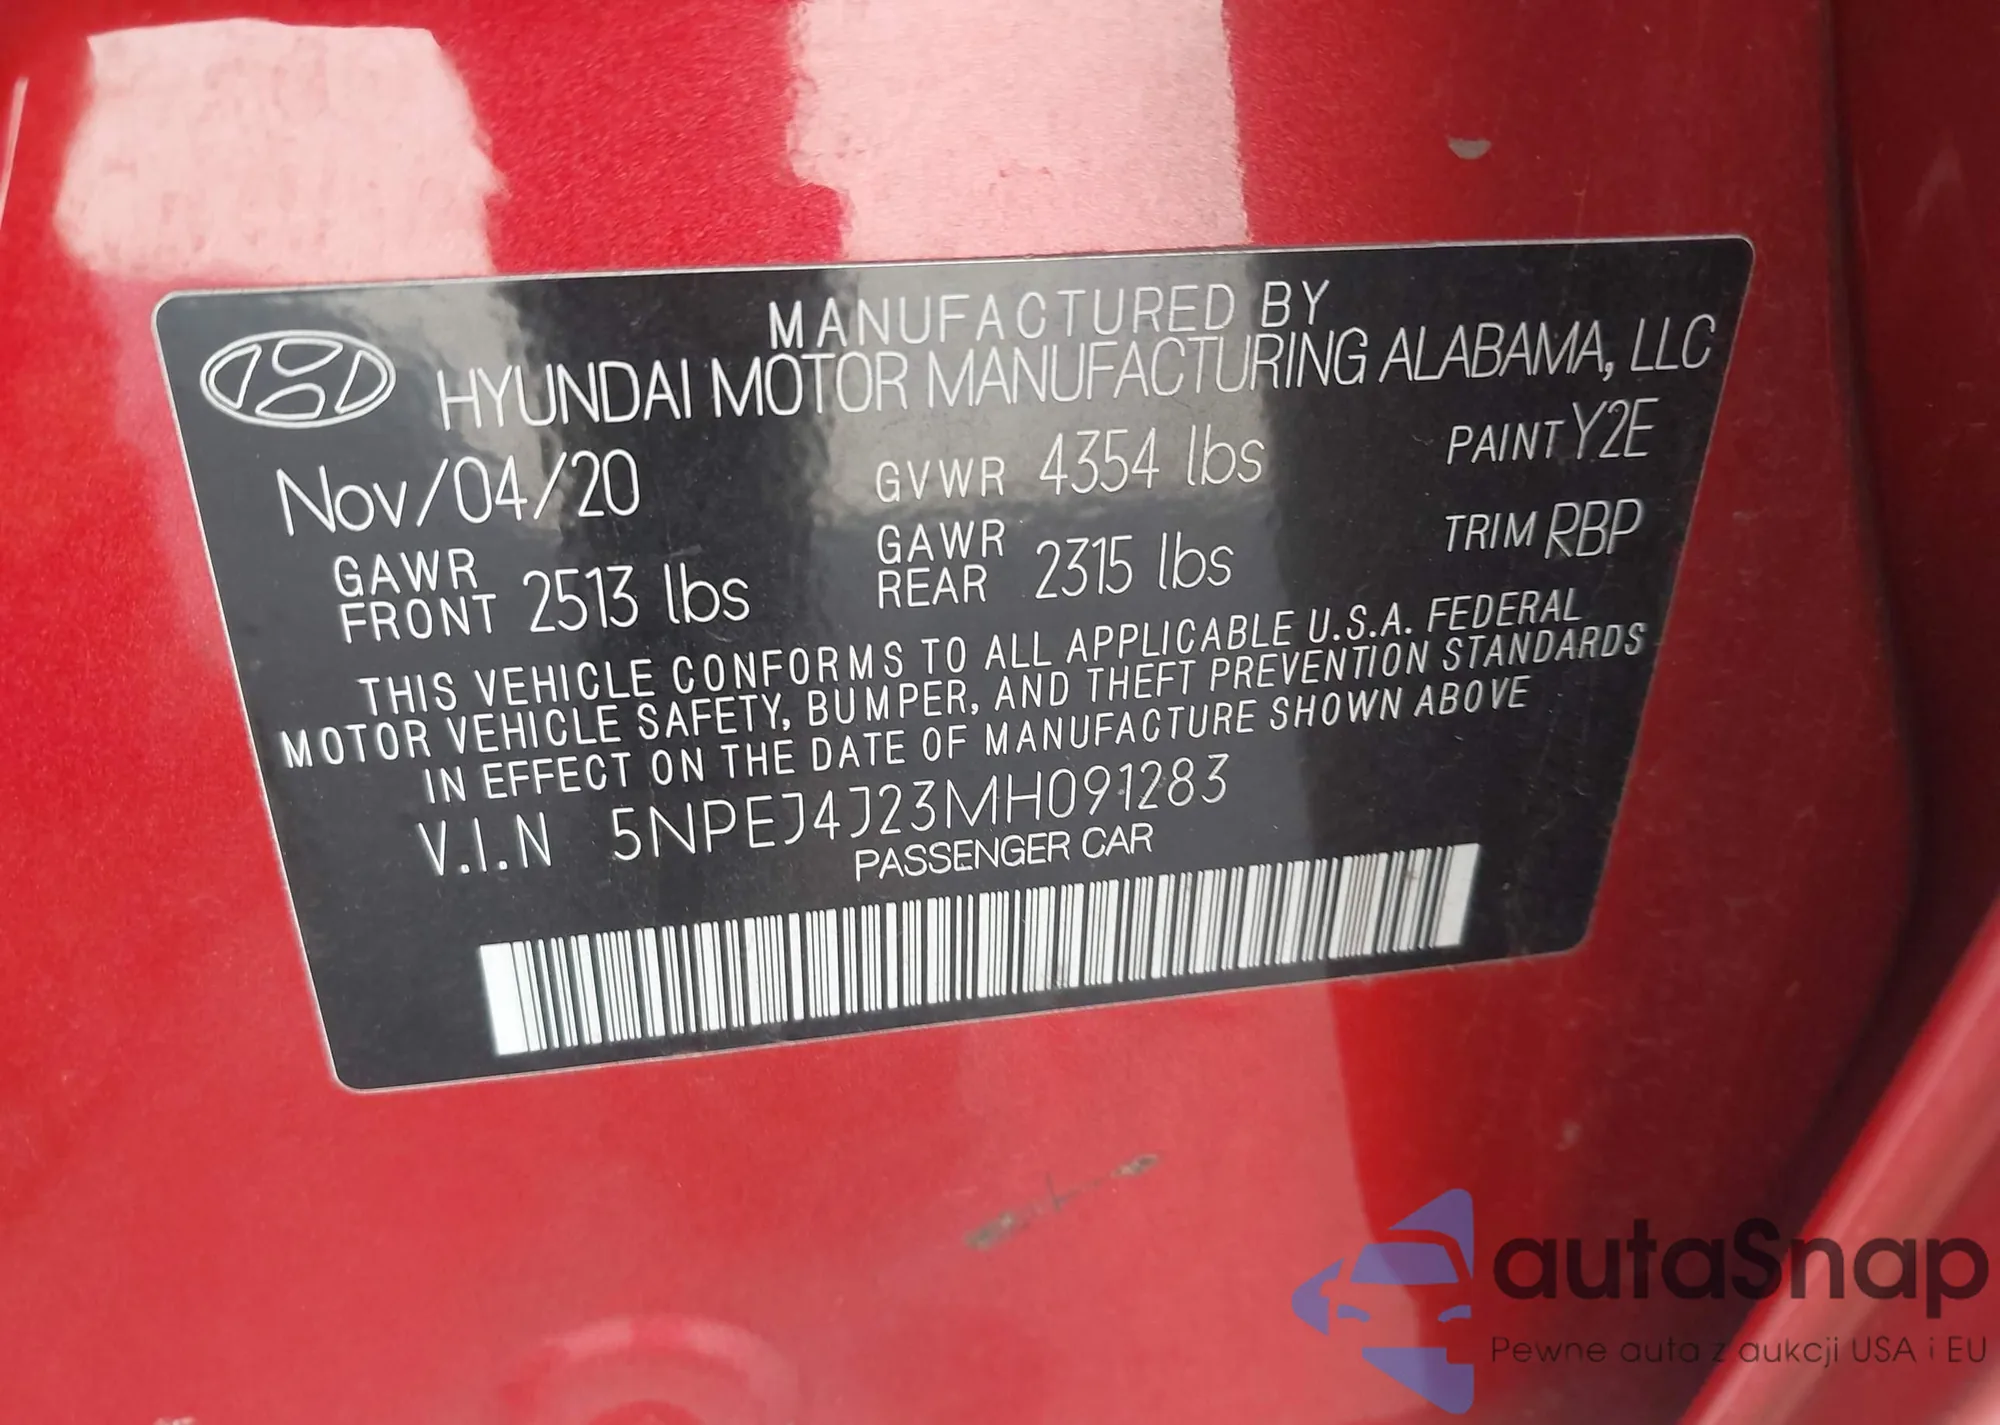 MANUFACTURED BY
HYUNDAI MOTOR MANUFACTURING ALABAMA, LLC
Nov/04/20 GVWR 4354 lbs PAINT Y2E
GAWR FRONT 2513 lbs GAWR REAR 2315 lbs TRIM RBP
THIS VEHICLE CONFORMS TO ALL APPLICABLE U.S.A. FEDERAL
MOTOR VEHICLE SAFETY, BUMPER, AND THEFT PREVENTION STANDARDS
IN EFFECT ON THE DATE OF MANUFACTURE SHOWN ABOVE
V.I.N 5NPEJ4J23MH091283
PASSENGER CAR
autaSnap
Pewne auta z aukcji USA i EU